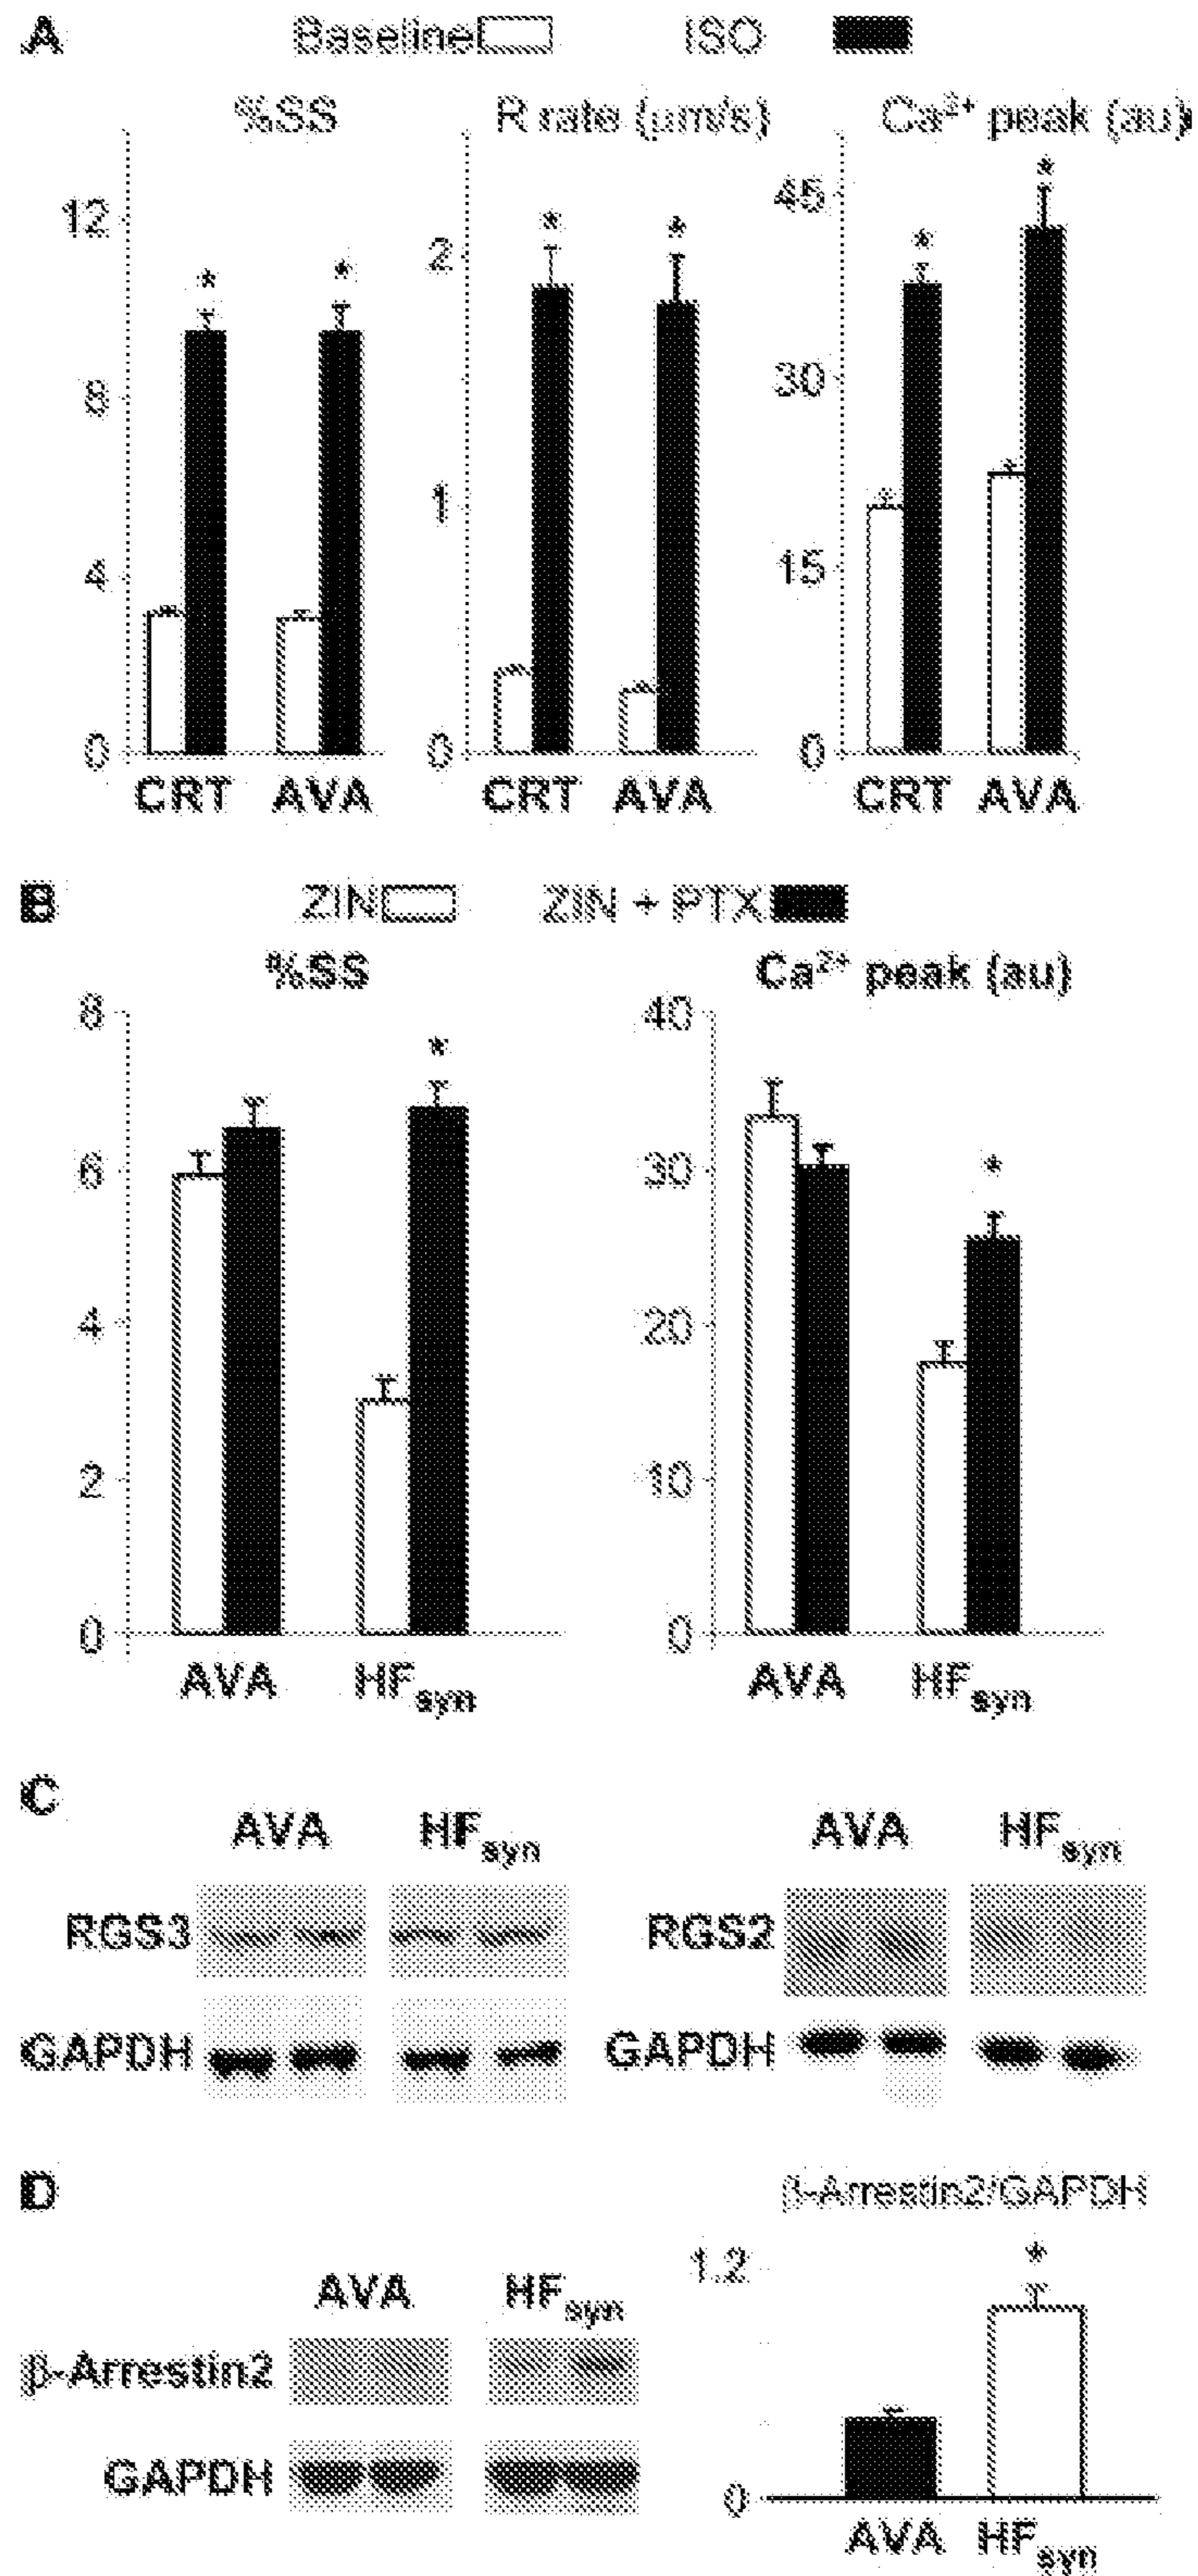 A
Baseline ISO
%SS R rate (μm/s) Ca²⁺ peak (au)
12 8 4 0
2 1 0
45 30 15 0
* * * * * *
CRT AVA CRT AVA CRT AVA
B
ZIN ZIN + PTX
%SS Ca²⁺ peak (au)
8 6 4 2 0
40 30 20 10 0
* *
AVA HFsyn AVA HFsyn
C
AVA HFsyn AVA HFsyn
RGS3 RGS2
GAPDH GAPDH
D
β-Arrestin2/GAPDH
AVA HFsyn
β-Arrestin2
GAPDH
1.2
*
0
AVA HFsyn